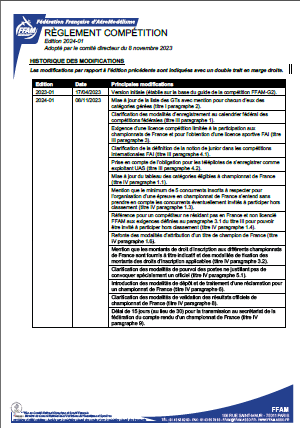 Fédération Française d'Aéromodélisme
FFAM
RÈGLEMENT COMPÉTITION
Edition 2024-01
Adopté par le comité directeur du 8 novembre 2023
HISTORIQUE DES MODIFICATIONS
Les modifications par rapport à l'édition précédente sont indiquées avec un double trait en marge droite.
Edition Date Principales modifications
2023-01 17/04/2023 Version initiale (établie sur la base du guide de la compétition FFAM-G2).
2024-01 08/11/2023 Mise à jour de la liste des GTs avec mention pour chacun d'eux des
catégories gérées (titre I paragraphe 2).
Clarification des modalités d'enregistrement au calendrier fédéral des
compétitions fédérales (titre III paragraphe 1).
Exigence d'une licence compétition limitée à la participation aux
championnats de France et pour l'obtention d'une licence sportive FAI (titre
III paragraphe 3).
Clarification de la définition de la notion de junior dans les compétitions
internationales FAI (titre III paragraphe 4.1).
Prise en compte de l'obligation pour les télépilotes de s'enregistrer comme
exploitant UAS (titre III paragraphe 4.2).
Mise à jour du tableau des catégories éligibles à championnat de France
(titre IV paragraphe 1.1).
Mention que le minimum de 5 concurrents inscrits à respecter pour
l'organisation d'une épreuve en championnat de France s'entend sans
prendre en compte les concurrents éventuellement invités à participer hors
classement (titre IV paragraphe 1.3).
Référence pour un compétiteur ne résidant pas en France et non licencié
FFAM aux exigences définies au paragraphe 3.1 du titre III pour pouvoir
être invité à participer hors classement (titre IV paragraphe 1.4).
Refonte des modalités d'attribution d'un titre de champion de France (titre
IV paragraphe 1.6).
Mention que les montants de droit d'inscription aux différents championnats
de France sont fournis à titre indicatif et des modalités de fixation des
montants des droits d'inscription applicables (titre IV paragraphe 3.2).
Clarification des modalités de pourvoi des postes ne justifiant pas de
convoquer spécialement un officiel (titre IV paragraphe 5.1).
Introduction des modalités de dépôt et de traitement d'une réclamation pour
un championnat de France (titre IV paragraphe 6).
Clarification des modalités de validation des résultats officiels de
championnat de France (titre IV paragraphe 8).
Délai de 15 jours (au lieu de 30) pour la transmission au secrétariat de la
fédération du compte rendu d'un championnat de France (titre IV
paragraphe 9).
FFAM
108 RUE SAINT-MAUR - 75011 PARIS